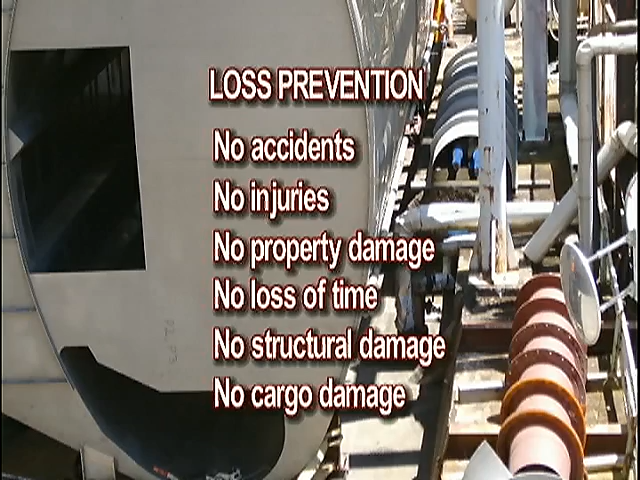 LOSS PREVENTION
No accidents
No injuries
No property damage
No loss of time
No structural damage
No cargo damage